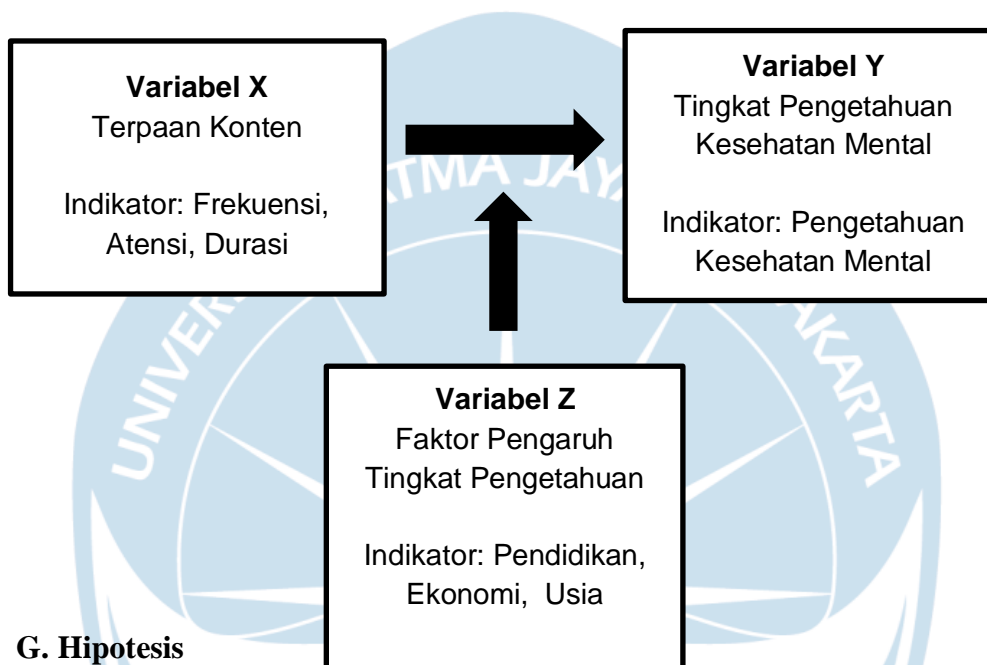 Variabel X
Terpaan Konten
Indikator: Frekuensi,
Atensi, Durasi
Variabel Y
Tingkat Pengetahuan
Kesehatan Mental
Indikator: Pengetahuan
Kesehatan Mental
Variabel Z
Faktor Pengaruh
Tingkat Pengetahuan
Indikator: Pendidikan,
Ekonomi, Usia
G. Hipotesis